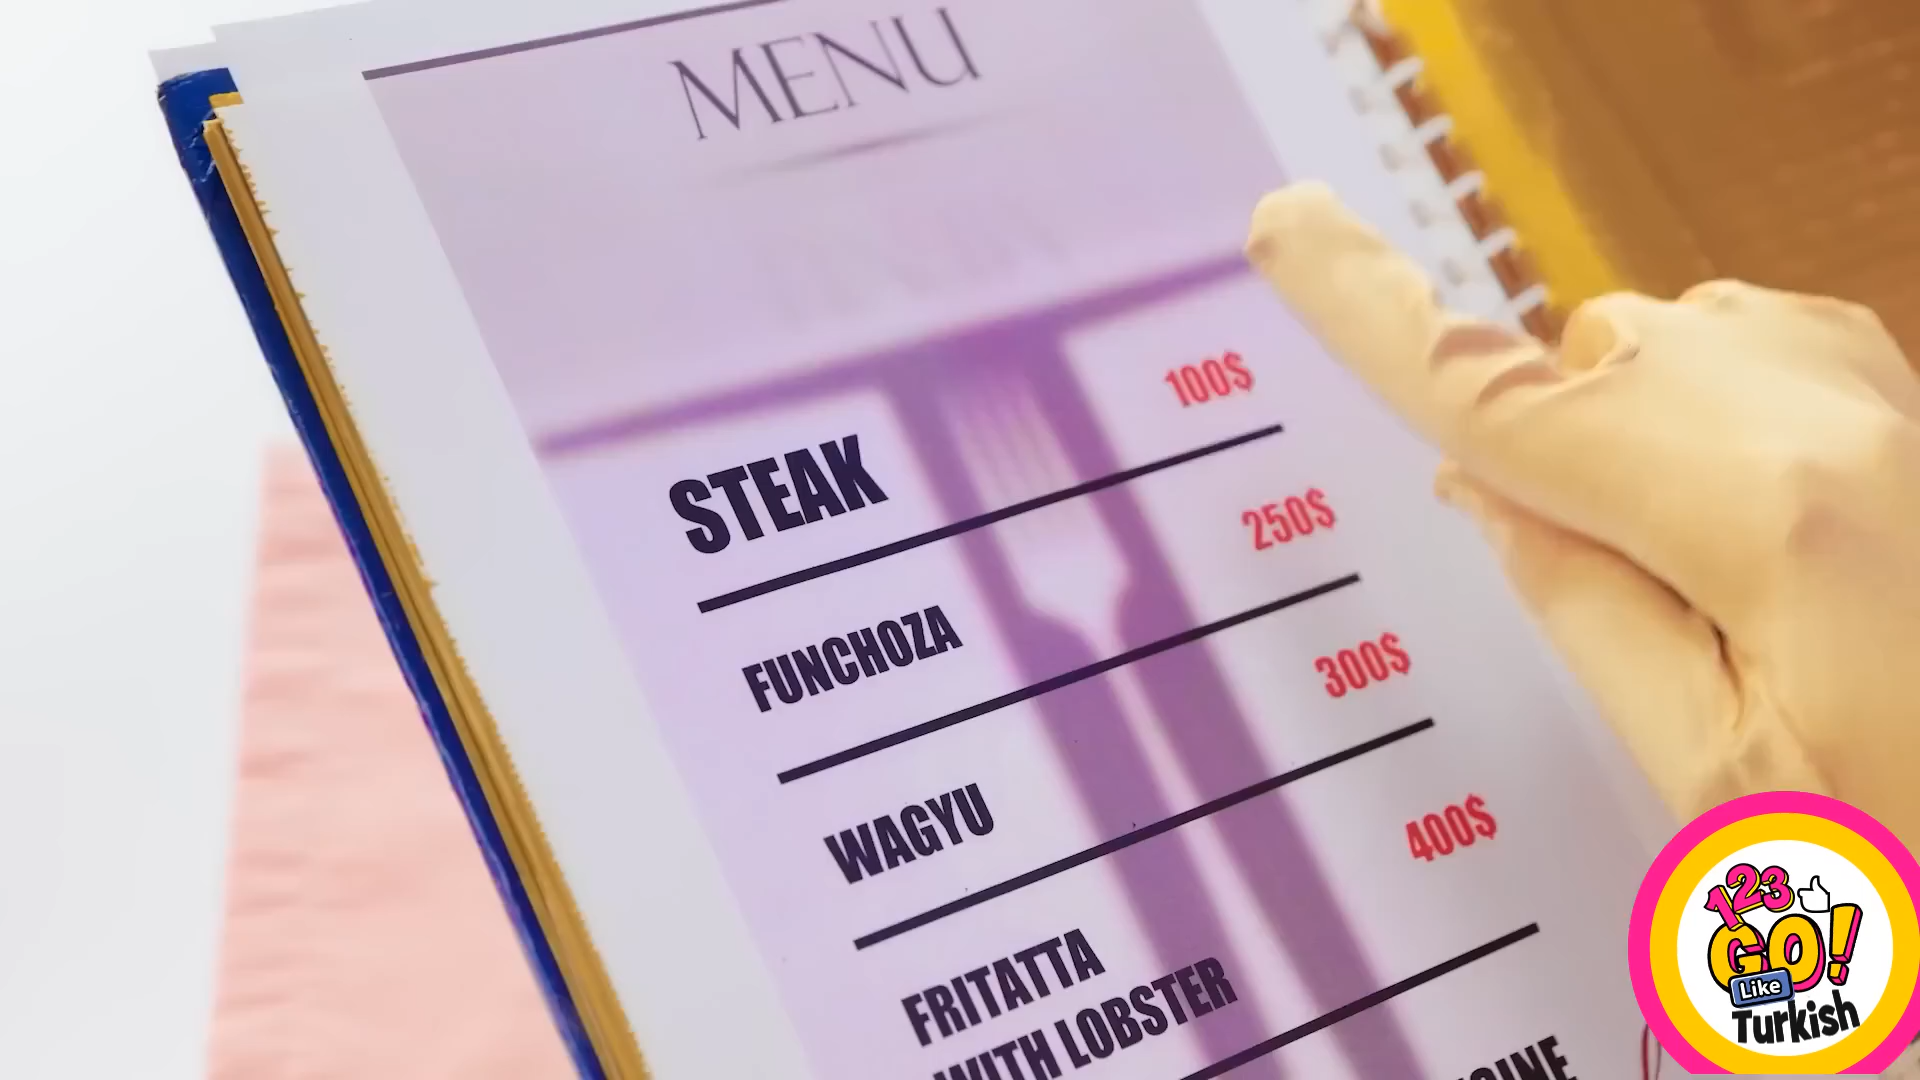 MENU
STEAK 100$
FUNCHOZA 250$
WAGYU 300$
FRITATTA 400$
WITH LOBSTER
123
GO!
Like
Turkish